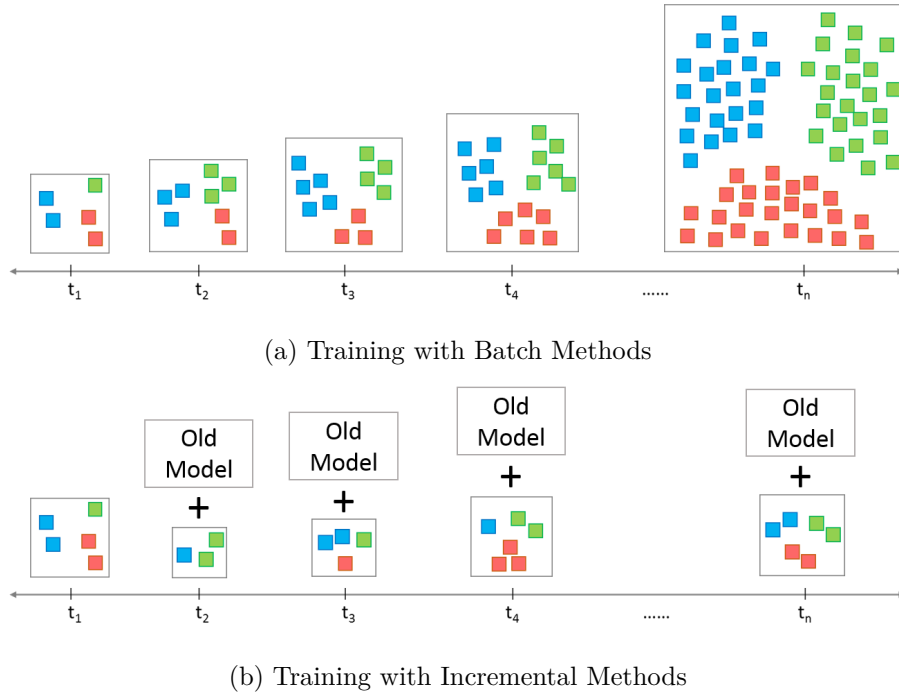 t1 t2 t3 t4 ...... tn
(a) Training with Batch Methods
Old Model
Old Model
Old Model
Old Model
+ + + +
t1 t2 t3 t4 ...... tn
(b) Training with Incremental Methods